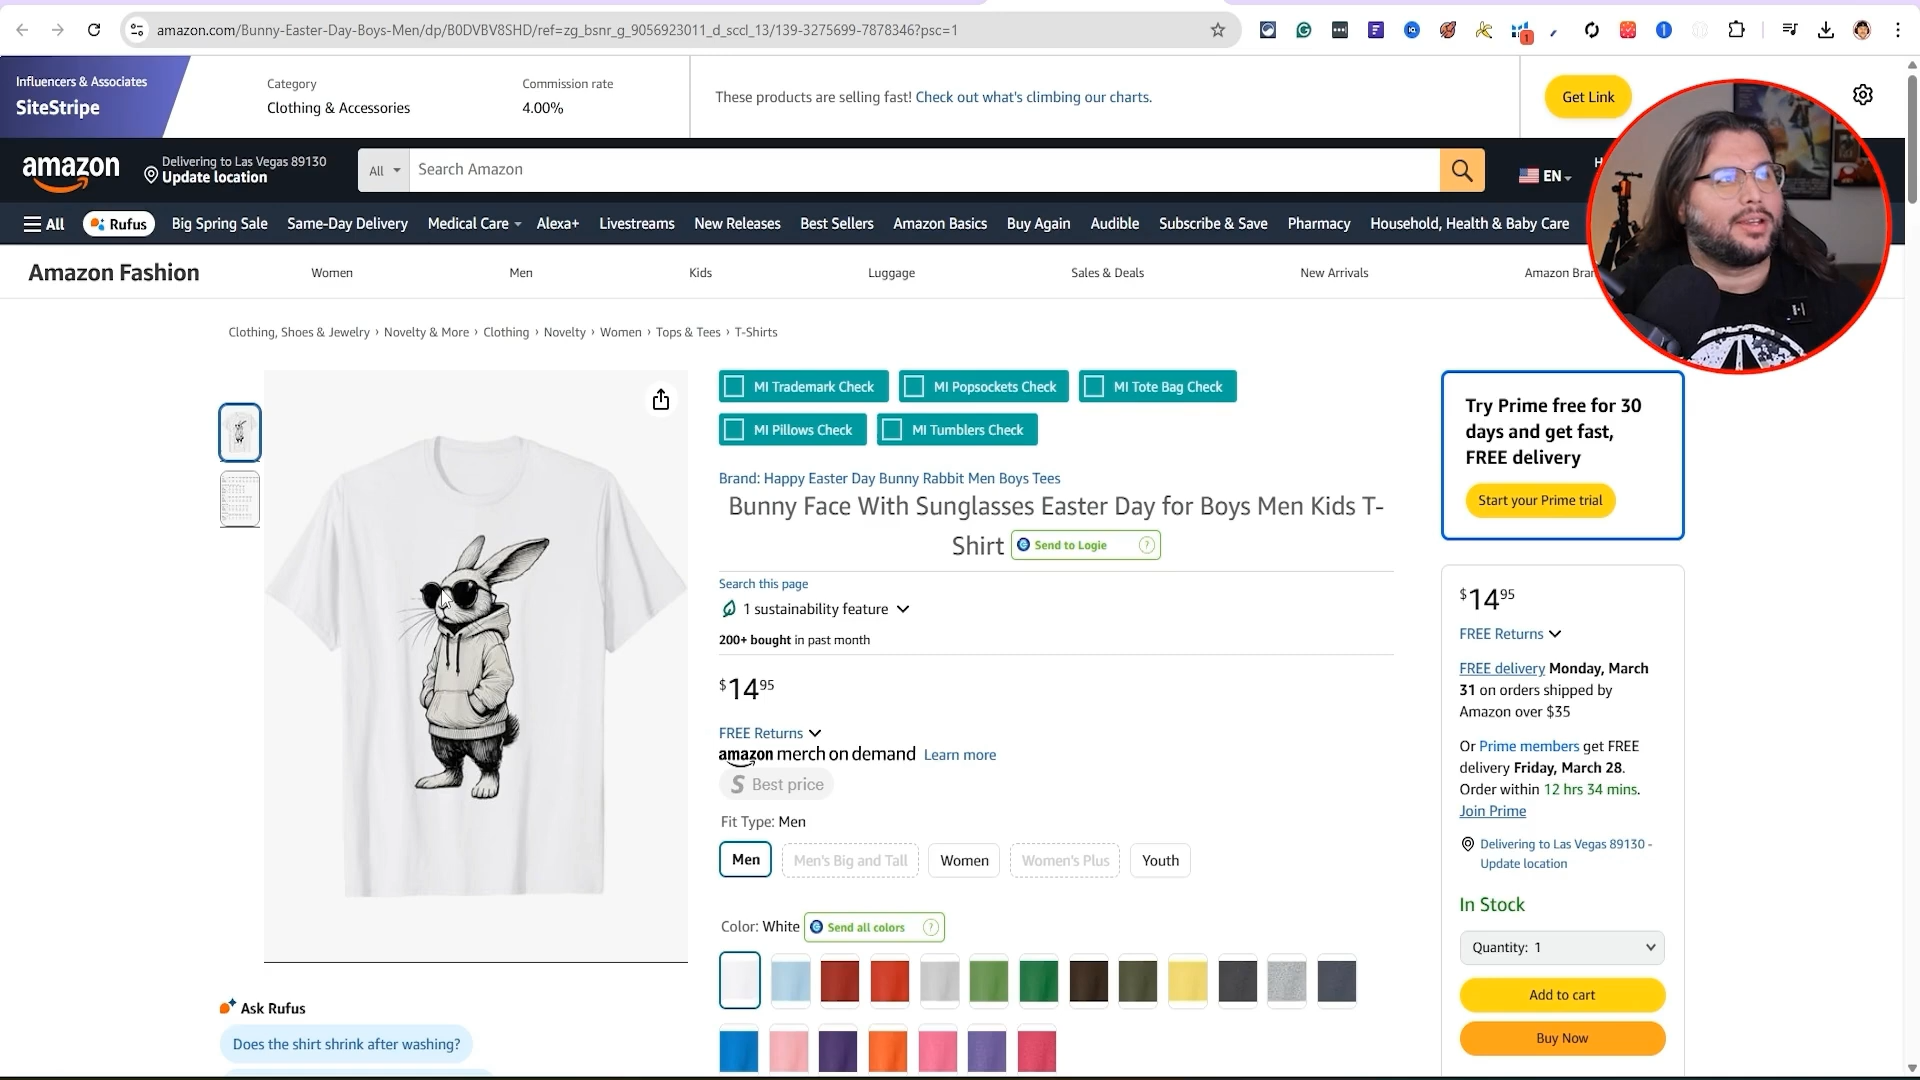 amazon.com/Bunny-Easter-Day-Boys-Men/dp/B0DVBV8SHD/ref=zg_bsnr_g_9056923011_d_sccl_13/139-3275699-7878346?psc=1
1
Influencers & Associates
SiteStripe
Category
Clothing & Accessories
Commission rate
4.00%
These products are selling fast! Check out what's climbing our charts.
Get Link
amazon
Delivering to Las Vegas 89130
Update location
All
Search Amazon
EN
All
Rufus
Big Spring Sale
Same-Day Delivery
Medical Care
Alexa+
Livestreams
New Releases
Best Sellers
Amazon Basics
Buy Again
Audible
Subscribe & Save
Pharmacy
Household, Health & Baby Care
Amazon Fashion
Women
Men
Kids
Luggage
Sales & Deals
New Arrivals
Amazon Bran
Clothing, Shoes & Jewelry › Novelty & More › Clothing › Novelty › Women › Tops & Tees › T-Shirts
MI Trademark Check
MI Popsockets Check
MI Tote Bag Check
MI Pillows Check
MI Tumblers Check
Brand: Happy Easter Day Bunny Rabbit Men Boys Tees
Bunny Face With Sunglasses Easter Day for Boys Men Kids T-
Shirt
Send to Logie ?
Search this page
1 sustainability feature
200+ bought in past month
$14 95
FREE Returns
amazon merch on demand Learn more
S Best price
Fit Type: Men
Men
Men's Big and Tall
Women
Women's Plus
Youth
Color: White
Send all colors ?
Ask Rufus
Does the shirt shrink after washing?
Try Prime free for 30
days and get fast,
FREE delivery
Start your Prime trial
$14 95
FREE Returns
FREE delivery Monday, March
31 on orders shipped by
Amazon over $35
Or Prime members get FREE
delivery Friday, March 28.
Order within 12 hrs 34 mins.
Join Prime
Delivering to Las Vegas 89130 -
Update location
In Stock
Quantity: 1
Add to cart
Buy Now